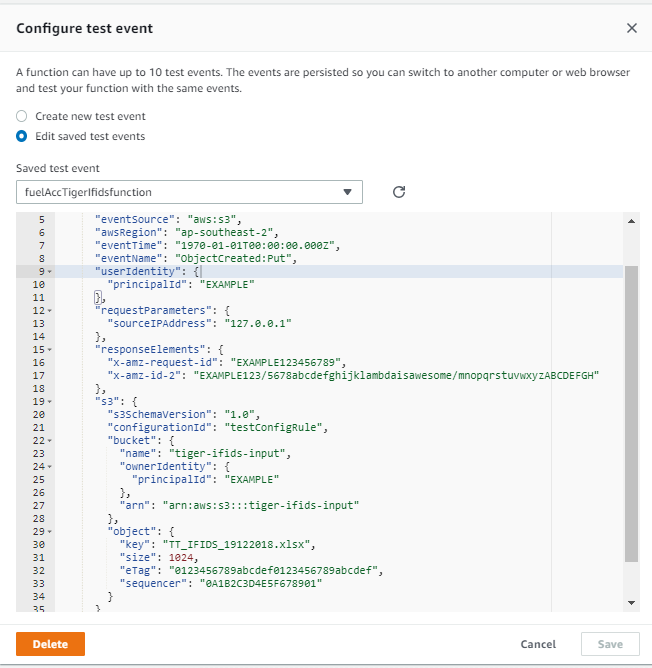 Configure test event
A function can have up to 10 test events. The events are persisted so you can switch to another computer or web browser
and test your function with the same events.
Create new test event
Edit saved test events
Saved test event
fuelAccTigerIfidsfunction
5 "eventSource": "aws:s3",
6 "awsRegion": "ap-southeast-2",
7 "eventTime": "1970-01-01T00:00:00.000Z",
8 "eventName": "ObjectCreated:Put",
9 "userIdentity": {
10 "principalId": "EXAMPLE"
11 },
12 "requestParameters": {
13 "sourceIPAddress": "127.0.0.1"
14 },
15 "responseElements": {
16 "x-amz-request-id": "EXAMPLE123456789",
17 "x-amz-id-2": "EXAMPLE123/5678abcdefghijklambdaisawesome/mnopqrstuvwxyzABCDEFGH"
18 },
19 "s3": {
20 "s3SchemaVersion": "1.0",
21 "configurationId": "testConfigRule",
22 "bucket": {
23 "name": "tiger-ifids-input",
24 "ownerIdentity": {
25 "principalId": "EXAMPLE"
26 },
27 "arn": "arn:aws:s3:::tiger-ifids-input"
28 },
29 "object": {
30 "key": "TT_IFIDS_19122018.xlsx",
31 "size": 1024,
32 "eTag": "0123456789abcdef0123456789abcdef",
33 "sequencer": "0A1B2C3D4E5F678901"
34 }
35 }
Delete Cancel Save